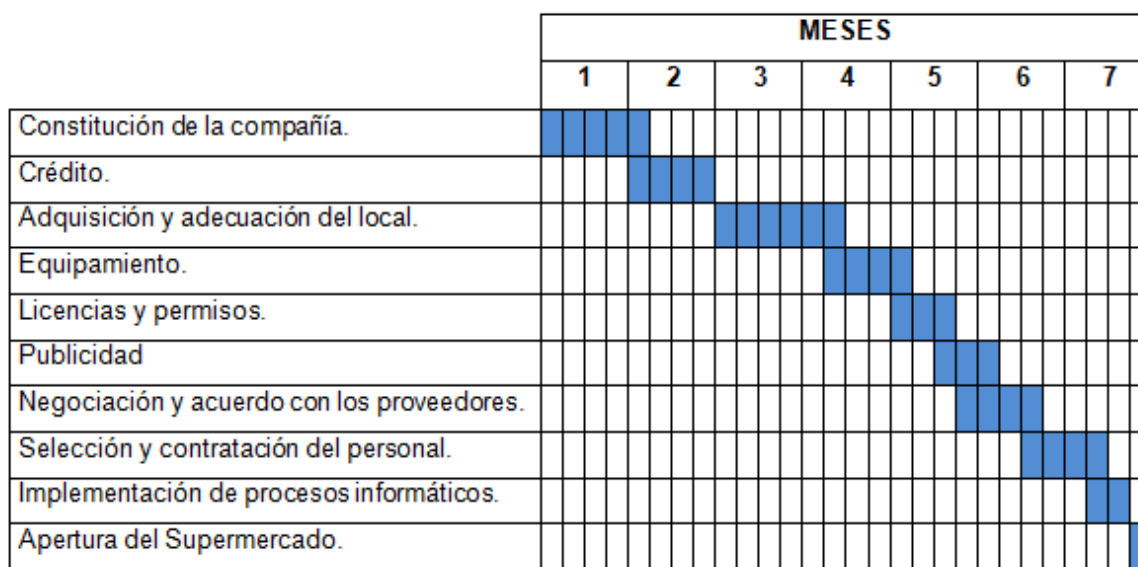 MESES
1 2 3 4 5 6 7
Constitución de la compañía.
Crédito.
Adquisición y adecuación del local.
Equipamiento.
Licencias y permisos.
Publicidad
Negociación y acuerdo con los proveedores.
Selección y contratación del personal.
Implementación de procesos informáticos.
Apertura del Supermercado.